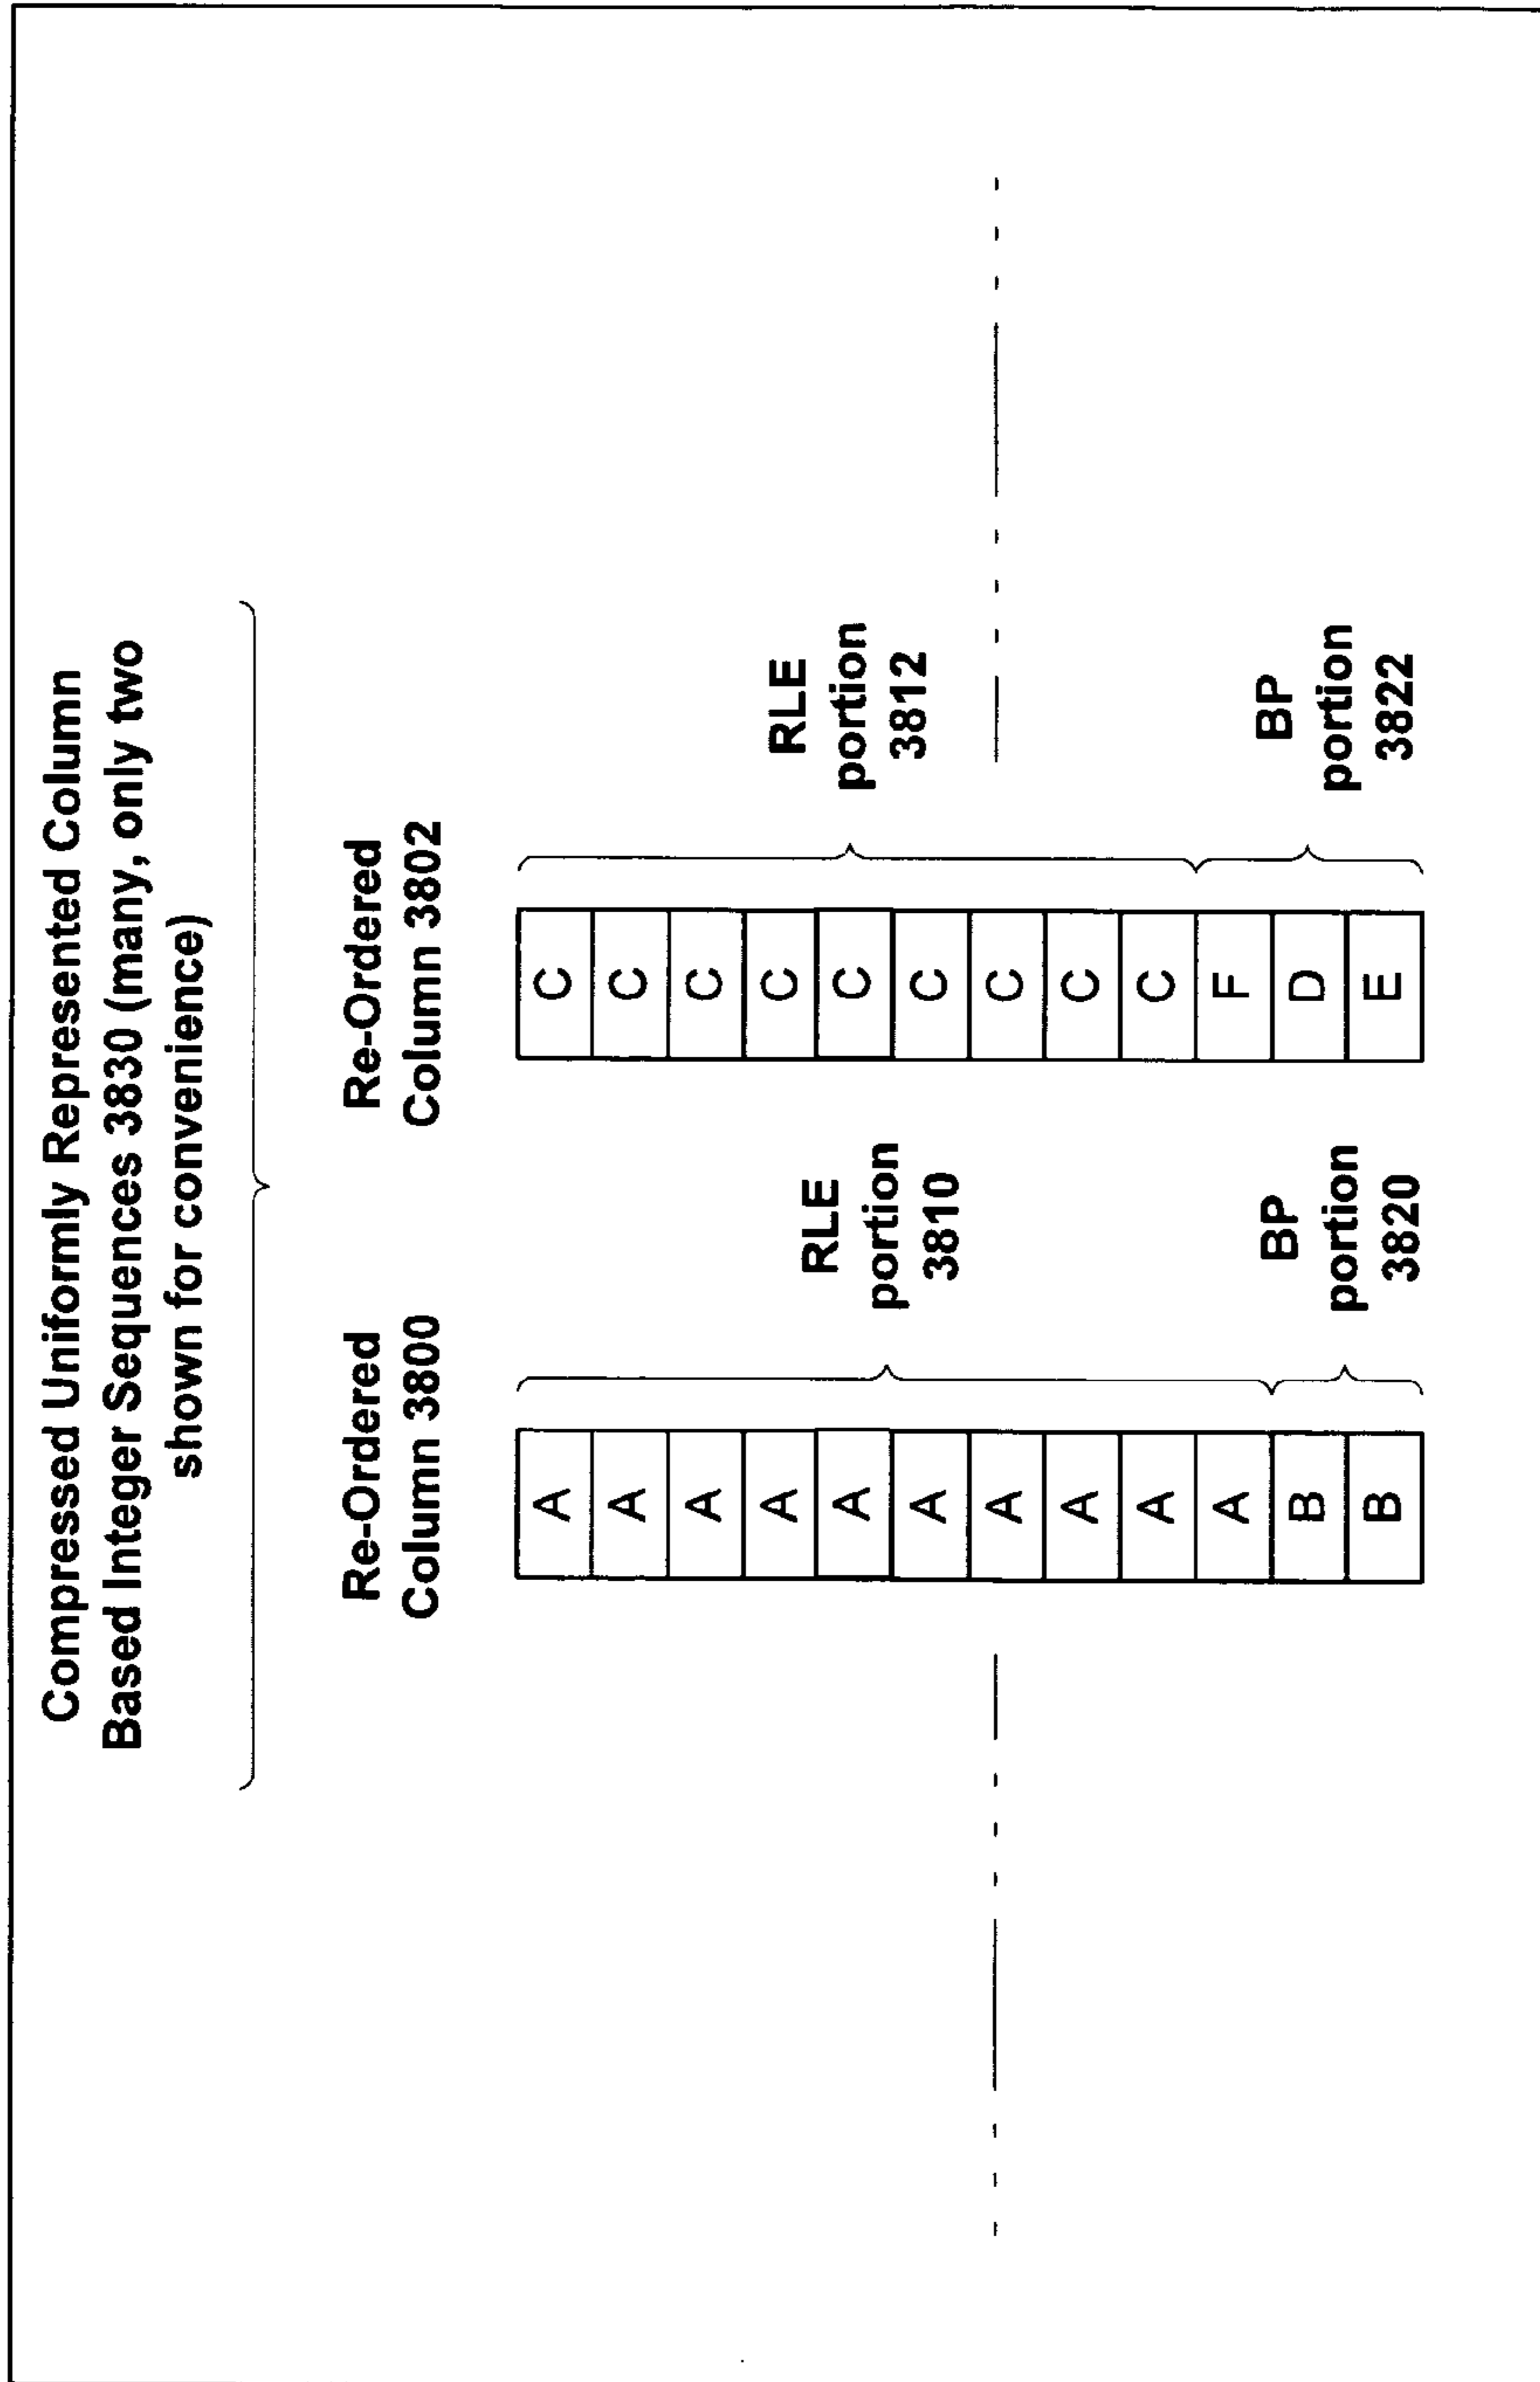 Compressed Uniformly Represented Column
Based Integer Sequences 3830 (many, only two
shown for convenience)
Re-Ordered
Column 3800
A
A
A
A
A
A
A
A
A
A
B
B
RLE
portion
3810
BP
portion
3820
Re-Ordered
Column 3802
C
C
C
C
C
C
C
C
C
F
D
E
RLE
portion
3812
BP
portion
3822